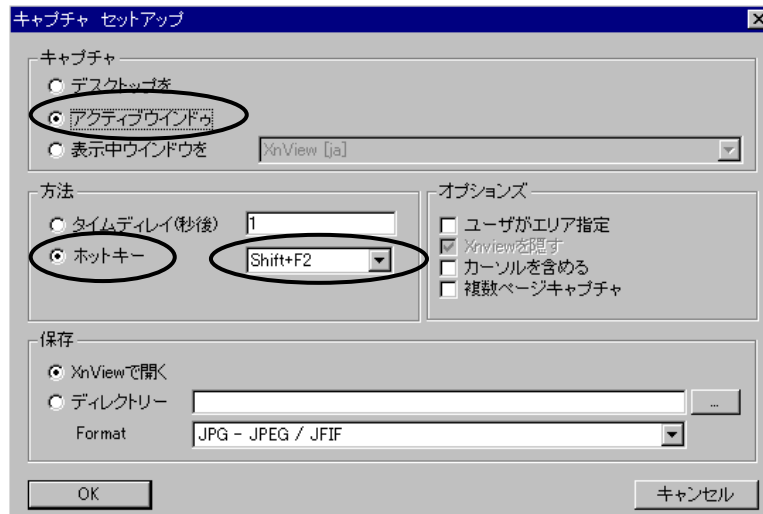 キャプチャ セットアップ
キャプチャ
デスクトップを
アクティブウインドゥ
表示中ウインドウを XnView [ja]
方法
タイムディレイ(秒後) 1
ホットキー Shift+F2
オプションズ
ユーザがエリア指定
Xnviewを隠す
カーソルを含める
複数ページキャプチャ
保存
XnViewで開く
ディレクトリー ...
Format JPG - JPEG / JFIF
OK キャンセル